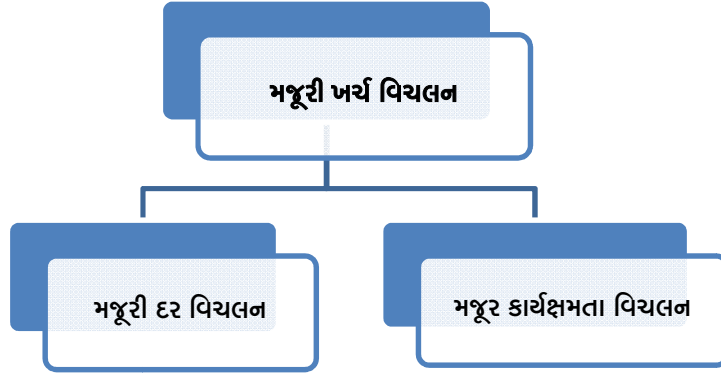 મજૂરી ખર્ચ વિચલન
મજૂરી દર વિચલન
મજૂર કાર્યક્ષમતા વિચલન